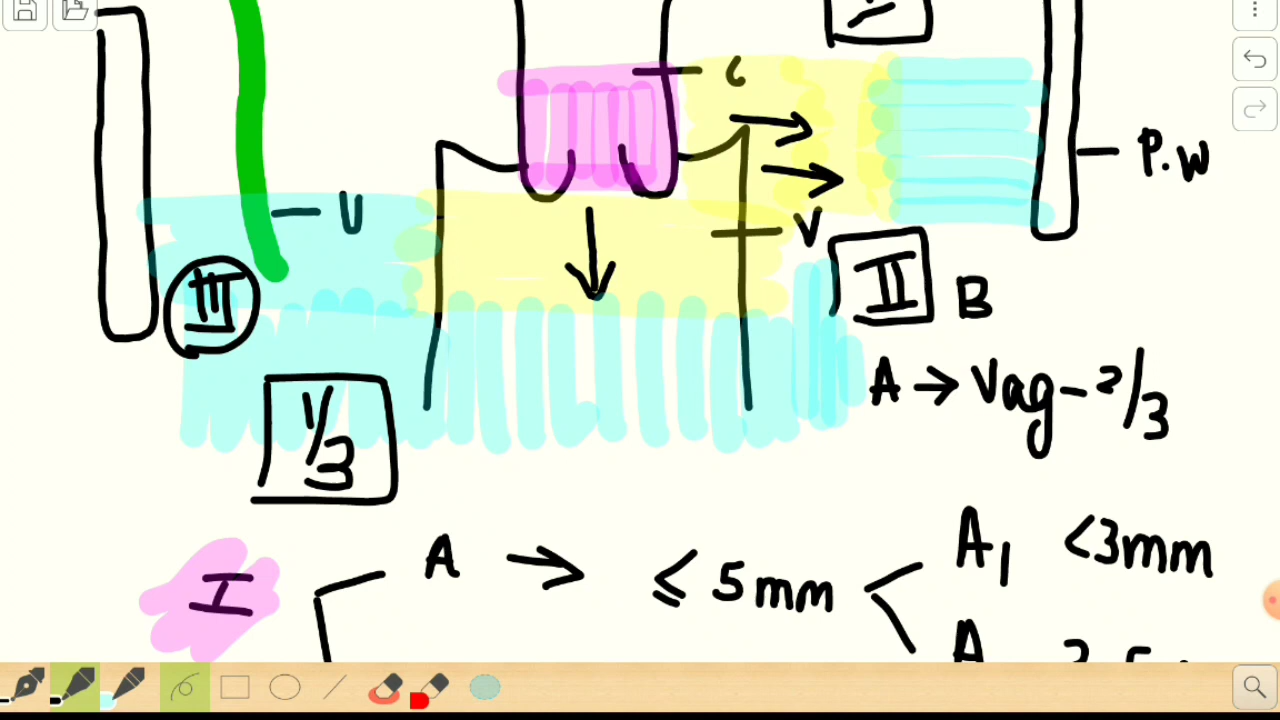 C
P.W
U
V
III
II B
A → Vag - 2/3
1/3
I
A → ≤ 5mm
A1 <3mm
A